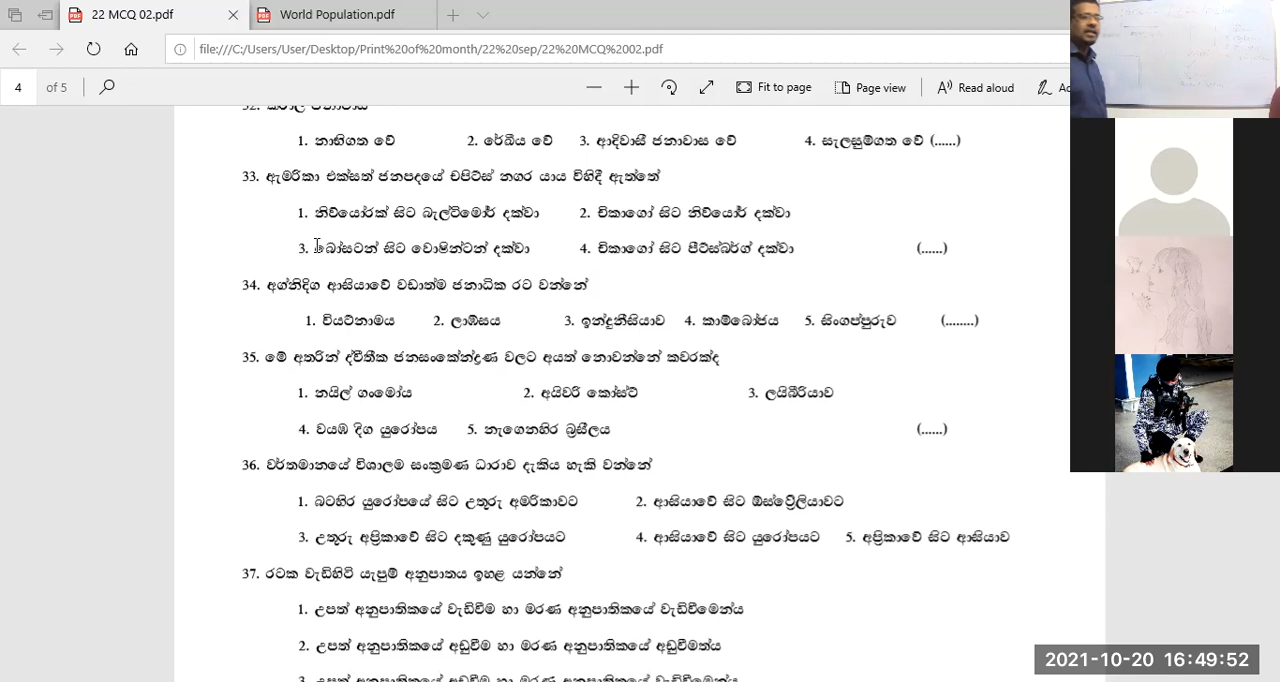 22 MCQ 02.pdf
World Population.pdf
file:///C:/Users/User/Desktop/Print%20of%20month/22%20sep/22%20MCQ%2002.pdf
4 of 5 Fit to page Page view Read aloud
1. නාභිගත වේ 2. රේඛීය වේ 3. ආදිවාසී ජනාවාස වේ 4. සැලසුම්ගත වේ (......)
33. ඇමරිකා එක්සත් ජනපදයේ චපිට්ස් නගර යාය විහිදී ඇත්තේ
1. නිව්යෝරක් සිට බැල්ටිමෝර් දක්වා 2. චිකාගෝ සිට නිව්යෝර් දක්වා
3. බෝසටන් සිට වොෂින්ටන් දක්වා 4. චිකාගෝ සිට පීට්ස්බර්ග් දක්වා (......)
34. අග්නිදිග ආසියාවේ වඩාත්ම ජනාධික රට වන්නේ
1. වියට්නාමය 2. ලාඹසය 3. ඉන්දුනීසියාව 4. කාම්බෝජය 5. සිංගප්පුරුව (........)
35. මේ අතරින් ද්විතීක ජනසංකේන්ද්‍රණ වලට අයත් නොවන්නේ කවරක්ද
1. නයිල් ගංමෝය 2. අයිවරි කෝස්ට් 3. ලයිබීරියාව
4. වයඹ දිග යුරෝපය 5. නැගෙනහිර බ්‍රසීලය (......)
36. වර්තමානයේ විශාලම සංක්‍රමණ ධාරාව දැකිය හැකි වන්නේ
1. බටහිර යුරෝපයේ සිට උතුරු අමරිකාවට 2. ආසියාවේ සිට ඕස්ට්‍රේලියාවට
3. උතුරු අප්‍රිකාවේ සිට දකුණු යුරෝපයට 4. ආසියාවේ සිට යුරෝපයට 5. අප්‍රිකාවේ සිට ආසියාව
37. රටක වැඩිහිටි යැපුම් අනුපාතය ඉහළ යන්නේ
1. උපත් අනුපාතිකයේ වැඩිවීම හා මරණ අනුපාතිකයේ වැඩිවීමෙන්ය
2. උපත් අනුපාතිකයේ අඩුවීම හා මරණ අනුපාතිකයේ අඩුවීමත්ය
2021-10-20 16:49:52